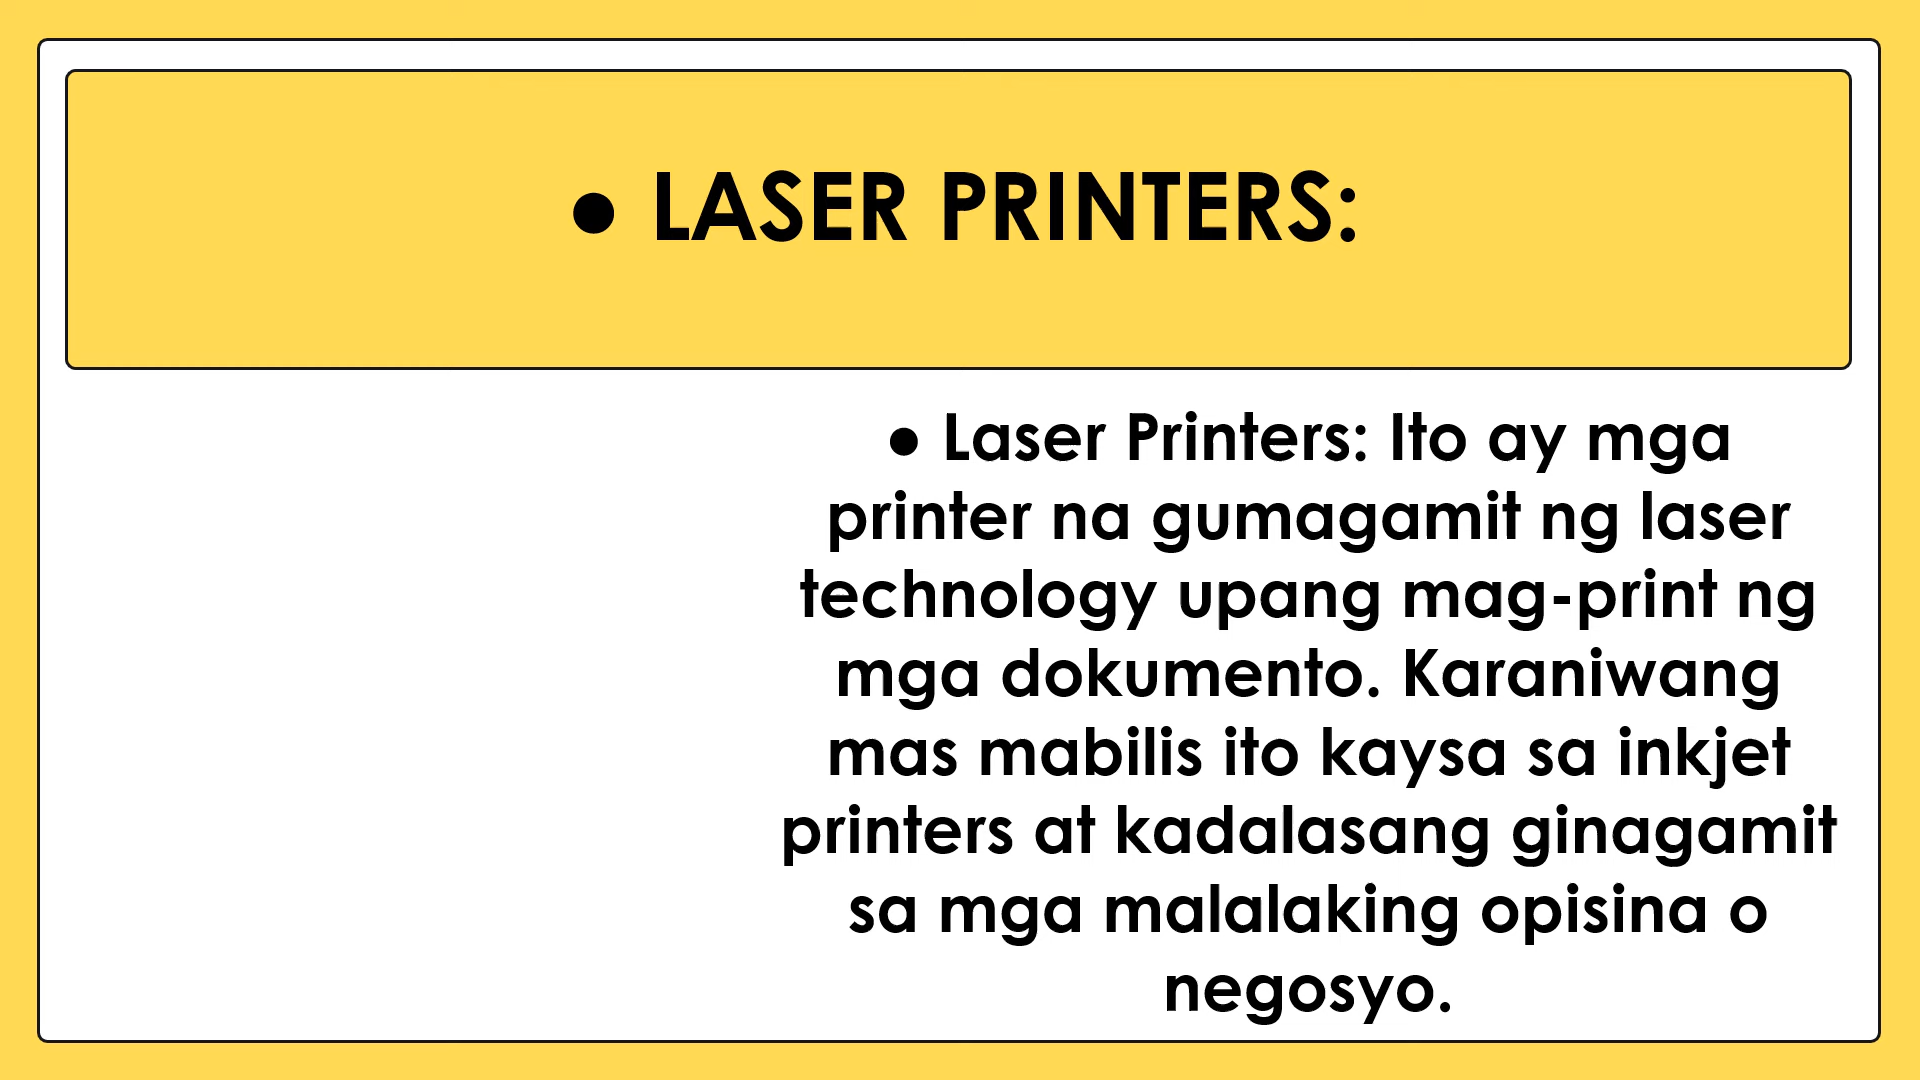 ● LASER PRINTERS:
● Laser Printers: Ito ay mga
printer na gumagamit ng laser
technology upang mag-print ng
mga dokumento. Karaniwang
mas mabilis ito kaysa sa inkjet
printers at kadalasang ginagamit
sa mga malalaking opisina o
negosyo.